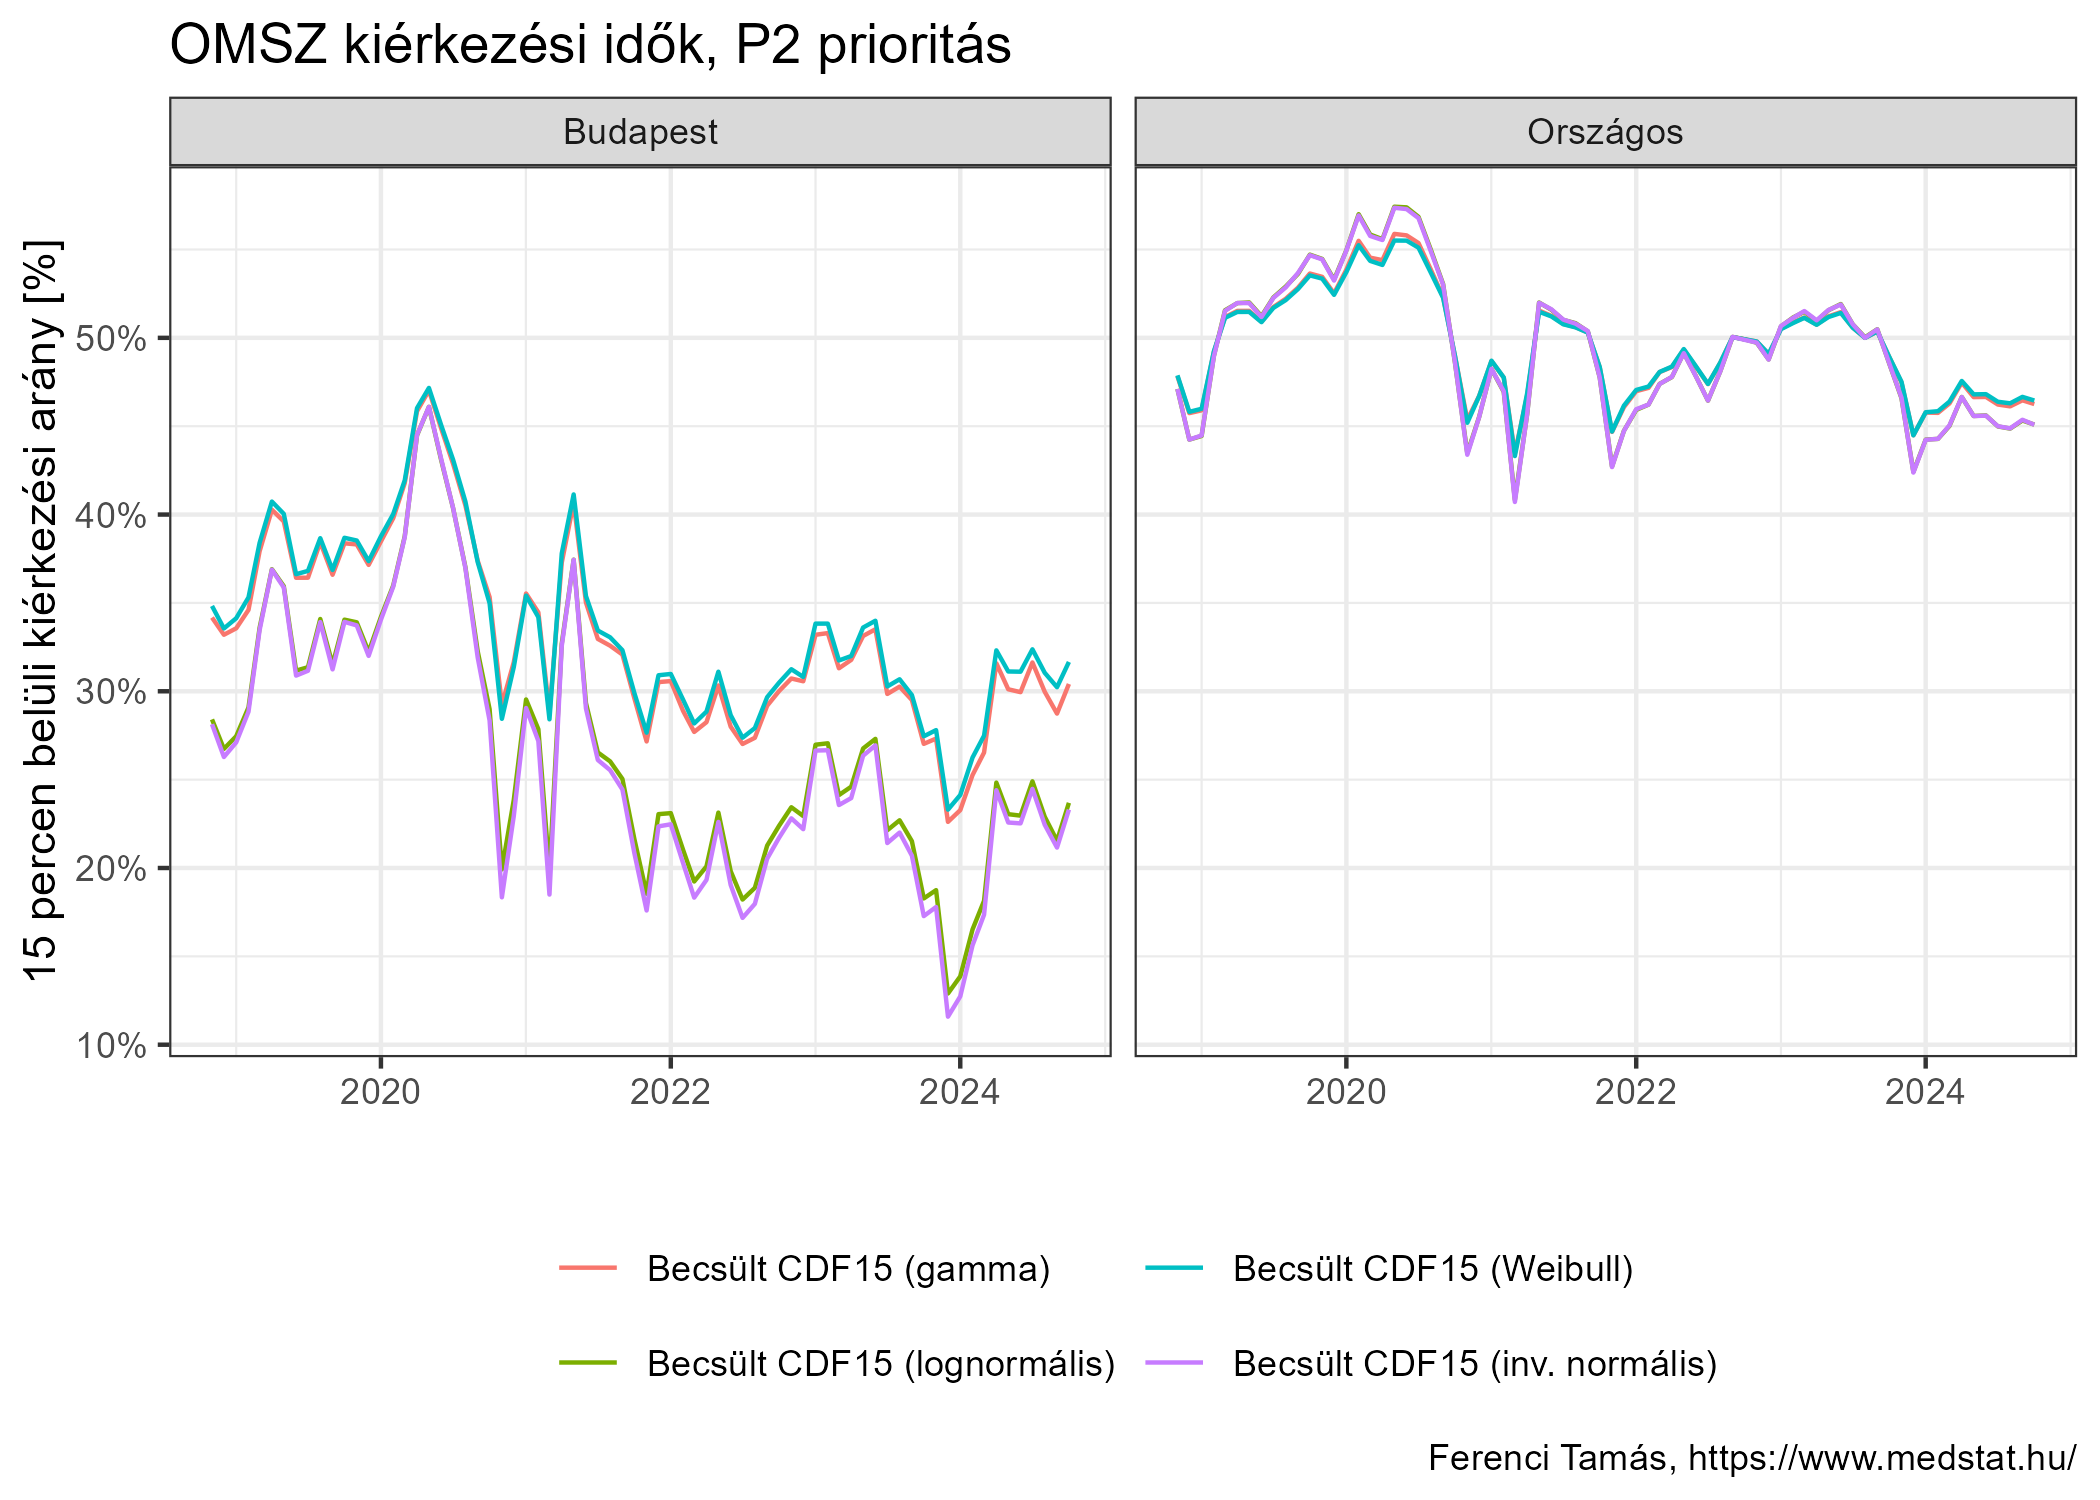 OMSZ kiérkezési idők, P2 prioritás
Budapest
Országos
15 percen belüli kiérkezési arány [%]
50%
40%
30%
20%
10%
2020
2022
2024
2020
2022
2024
Becsült CDF15 (gamma)
Becsült CDF15 (Weibull)
Becsült CDF15 (lognormális)
Becsült CDF15 (inv. normális)
Ferenci Tamás, https://www.medstat.hu/